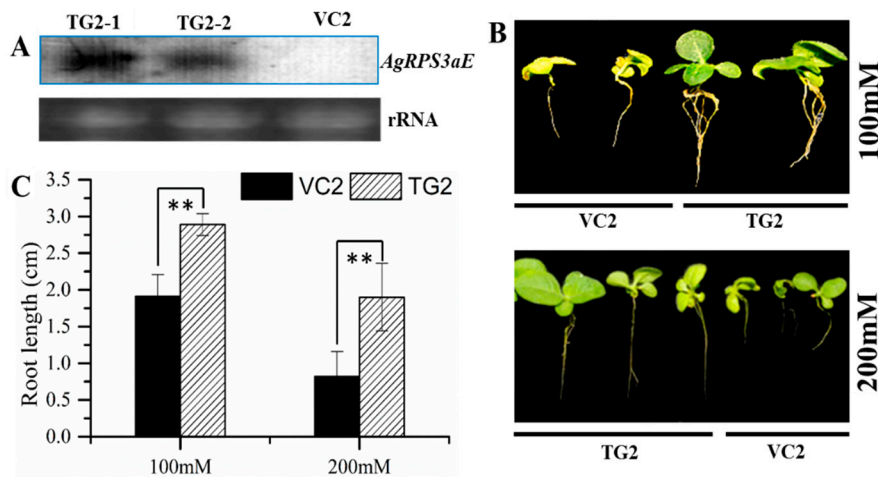 A
TG2-1 TG2-2 VC2
AgRPS3aE
rRNA
B
100mM
VC2 TG2
200mM
TG2 VC2
C
VC2 TG2
**
**
Root length (cm)
3.5
3.0
2.5
2.0
1.5
1.0
0.5
0.0
100mM 200mM